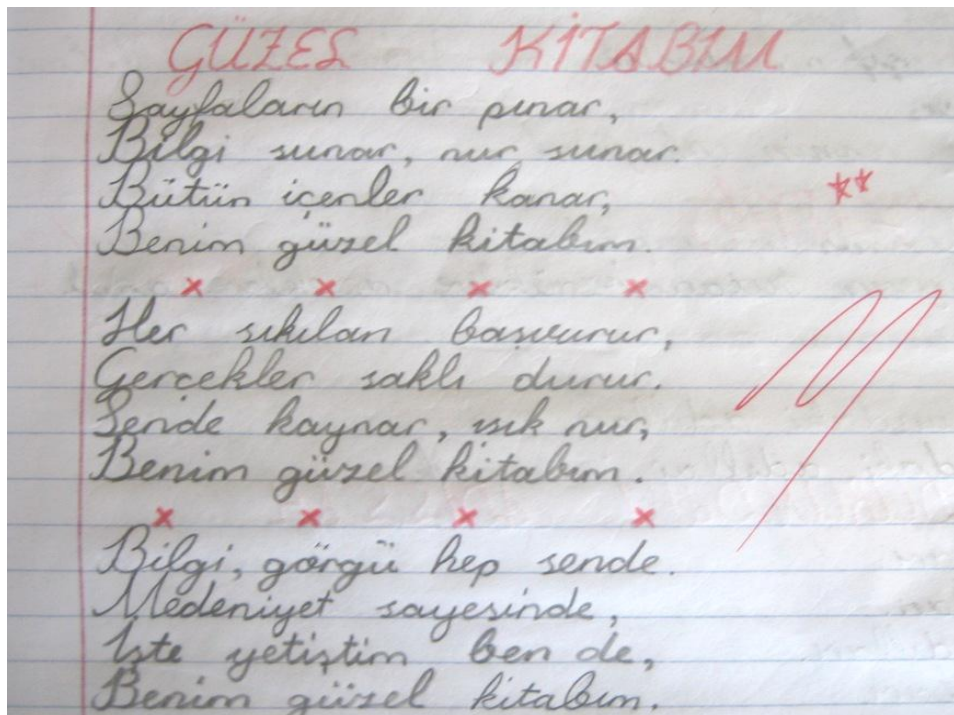 GÜZEL KİTABIM
Sayfaların bir pınar,
Bilgi sunar, nur sunar.
Bütün içenler kanar,
Benim güzel kitabım.
Her sıkılan başvurur,
Gerçekler saklı durur.
Sende kaynar, ışık nur,
Benim güzel kitabım.
Bilgi, görgü hep sende.
Medeniyet sayesinde,
İşte yetiştim ben de,
Benim güzel kitabım.